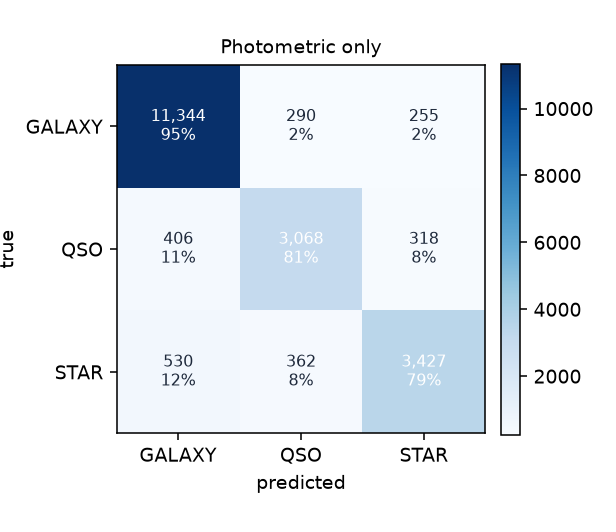 Photometric only
GALAXY
11,344
95%
290
2%
255
2%
QSO
406
11%
3,068
81%
318
8%
STAR
530
12%
362
8%
3,427
79%
true
GALAXY
QSO
STAR
predicted
10000
8000
6000
4000
2000